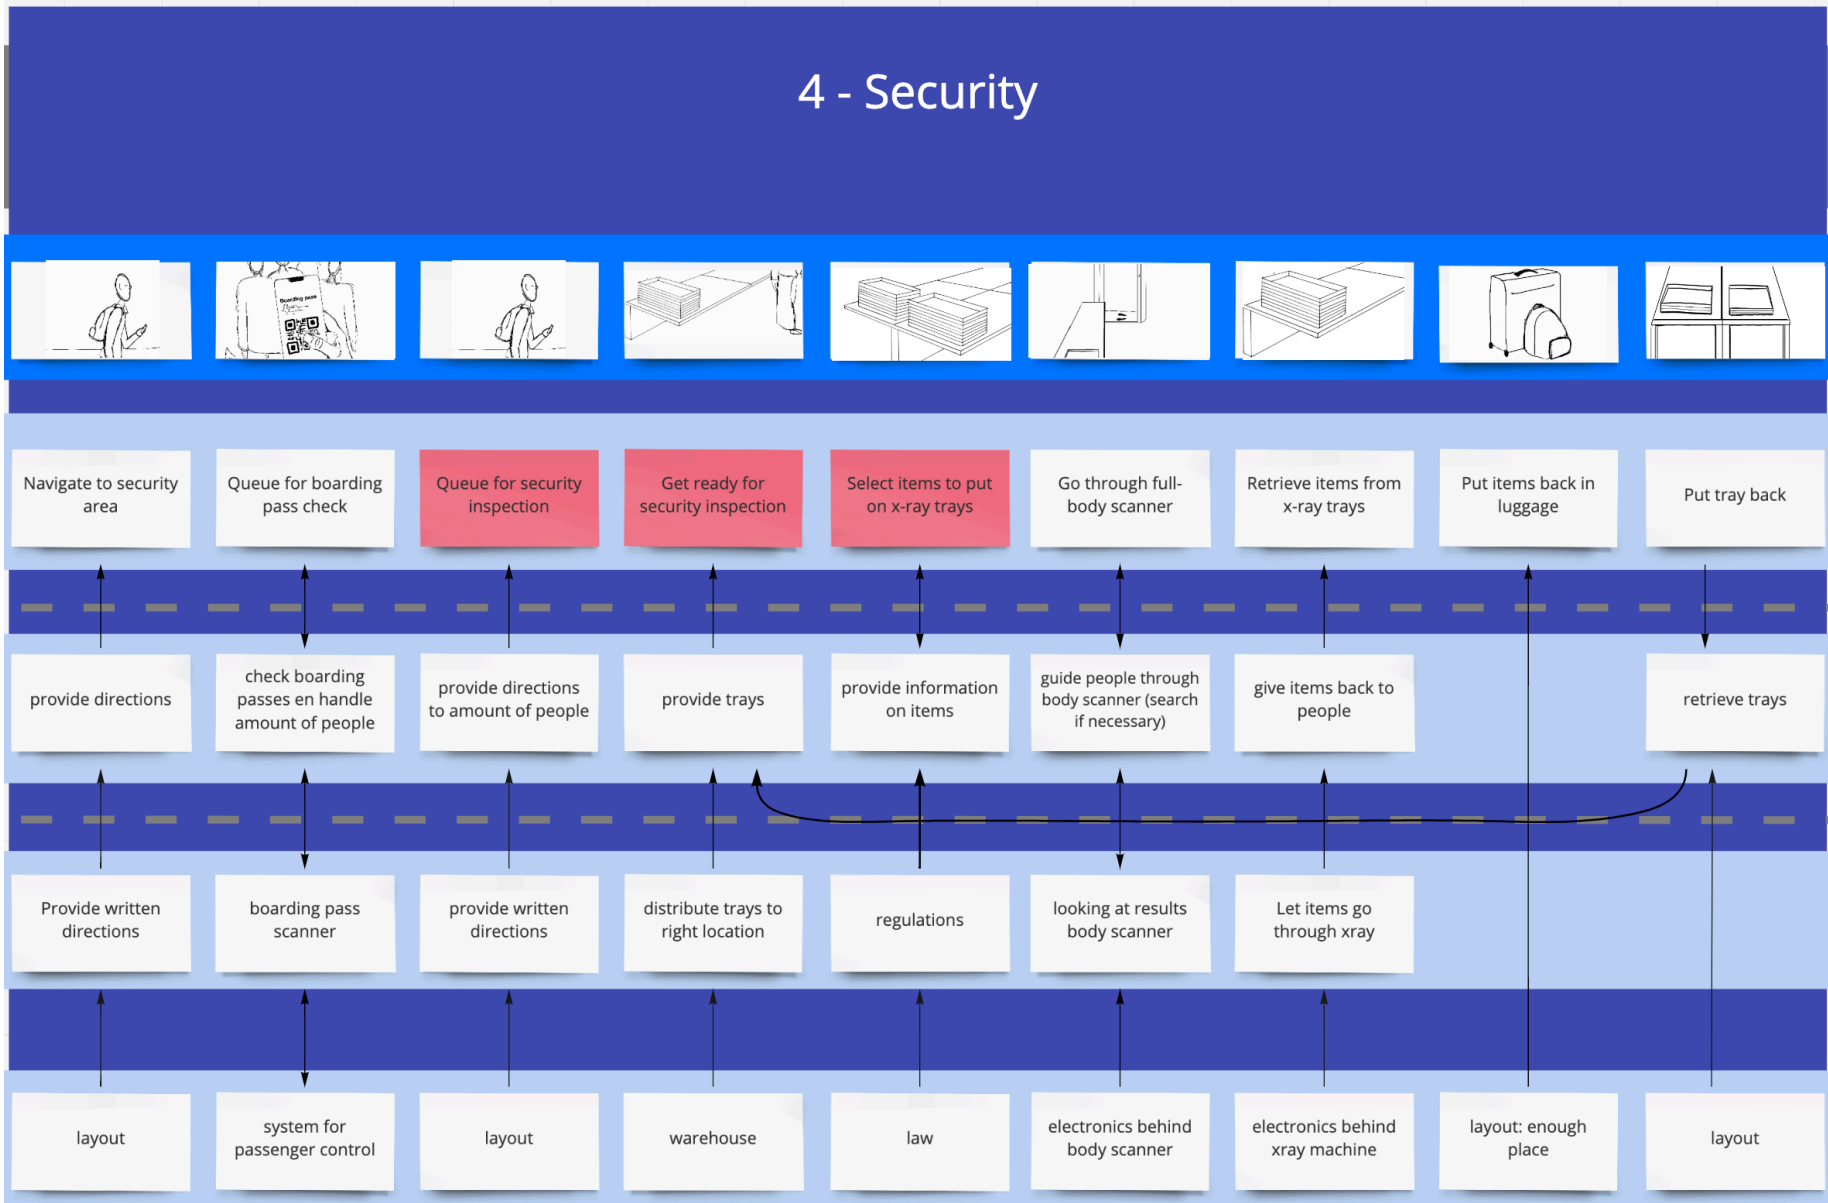 4 - Security
Boarding pass
Navigate to security
area
Queue for boarding
pass check
Queue for security
inspection
Get ready for
security inspection
Select items to put
on x-ray trays
Go through full-
body scanner
Retrieve items from
x-ray trays
Put items back in
luggage
Put tray back
provide directions
check boarding
passes en handle
amount of people
provide directions
to amount of people
provide trays
provide information
on items
guide people through
body scanner (search
if necessary)
give items back to
people
retrieve trays
Provide written
directions
boarding pass
scanner
provide written
directions
distribute trays to
right location
regulations
looking at results
body scanner
Let items go
through xray
layout
system for
passenger control
layout
warehouse
law
electronics behind
body scanner
electronics behind
xray machine
layout: enough
place
layout